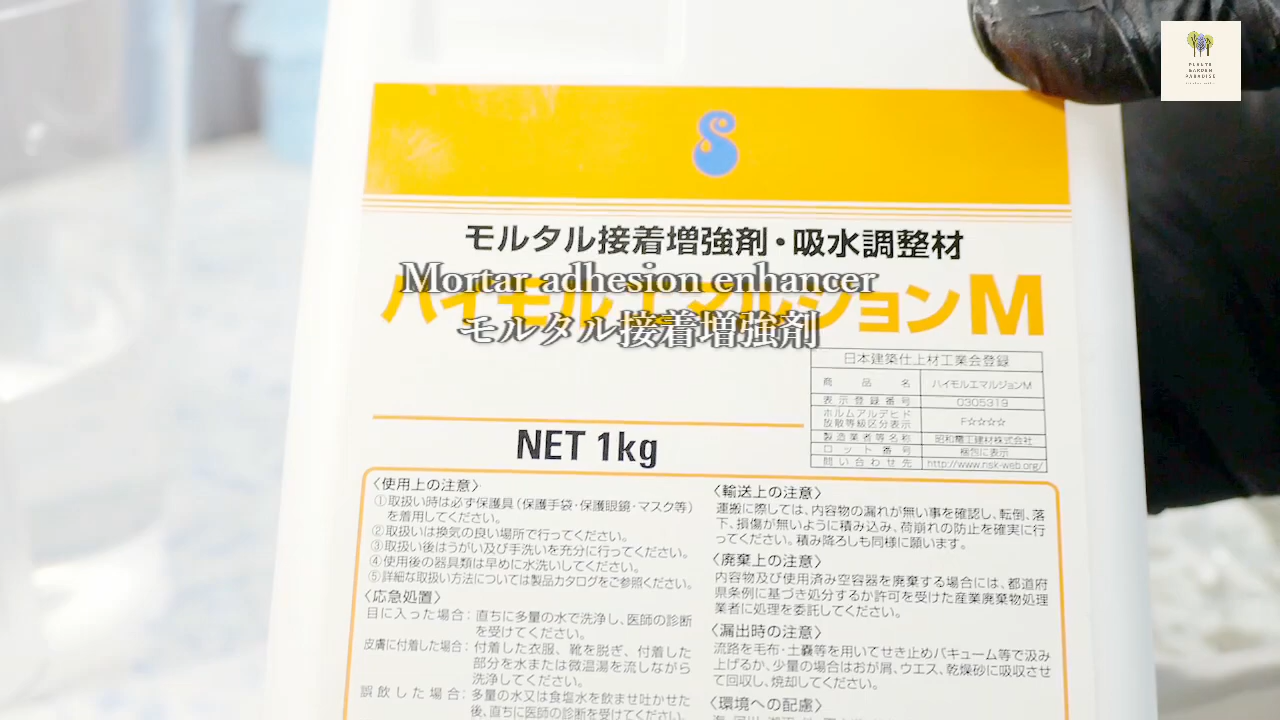 PLANTS
GARDEN
PARADISE
モルタル接着増強剤・吸水調整材
ハイモルエマルジョンM
Mortar adhesion enhancer
モルタル接着増強剤
日本建築仕上材工業会登録
商品名 ハイモルエマルジョンM
表示登録番号 0305319
ホルムアルデヒド
放散等級区分表示 F☆☆☆☆
製造業者等名称 昭和電工建材株式会社
ロット番号 梱包に表示
問い合わせ先 http://www.nsk-web.org/
NET 1kg
〈使用上の注意〉
①取扱い時は必ず保護具(保護手袋・保護眼鏡・マスク等)
を着用してください。
②取扱いは換気の良い場所で行ってください。
③取扱い後はうがい及び手洗いを充分に行ってください。
④使用後の器具類は早めに水洗いしてください。
⑤詳細な取扱い方法については製品カタログをご参照ください。
〈応急処置〉
目に入った場合:直ちに多量の水で洗浄し、医師の診断
を受けてください。
皮膚に付着した場合:付着した衣服、靴を脱ぎ、付着した
部分を水または微温湯を流しながら
洗浄してください。
誤飲した場合:多量の水又は食塩水を飲ませ吐かせた
後、直ちに医師の診断を受けてください。
〈輸送上の注意〉
運搬に際しては、内容物の漏れが無い事を確認し、転倒、落
下、損傷が無いように積み込み、荷崩れの防止を確実に行
ってください。積み降ろしも同様に願います。
〈廃棄上の注意〉
内容物及び使用済み空容器を廃棄する場合には、都道府
県条例に基づき処分するか許可を受けた産業廃棄物処理
業者に処理を委託してください。
〈漏出時の注意〉
流路を毛布・土嚢等を用いてせき止めバキューム等で汲み
上げるか、少量の場合はおが屑、ウエス、乾燥砂に吸収させ
て回収し、焼却してください。
〈環境への配慮〉